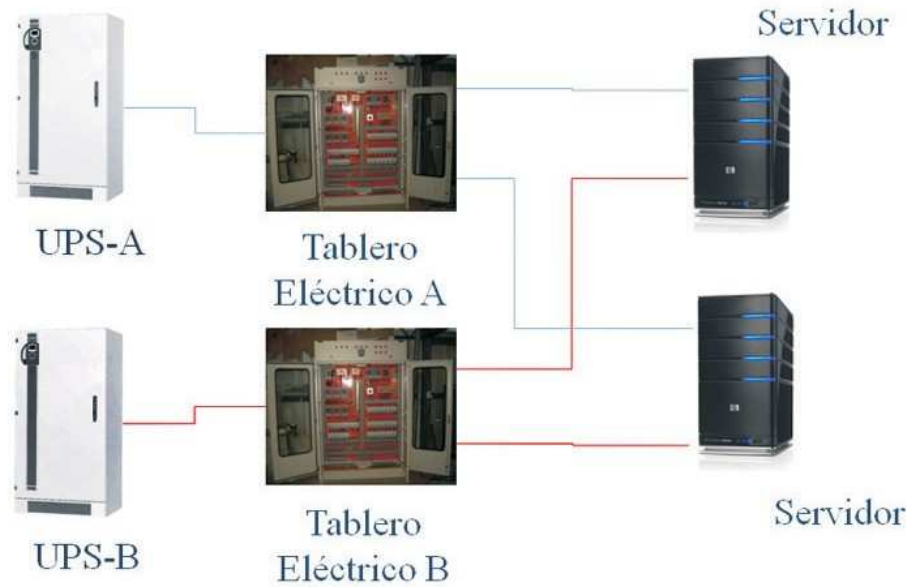 Servidor
UPS-A
Tablero
Eléctrico A
UPS-B
Tablero
Eléctrico B
Servidor